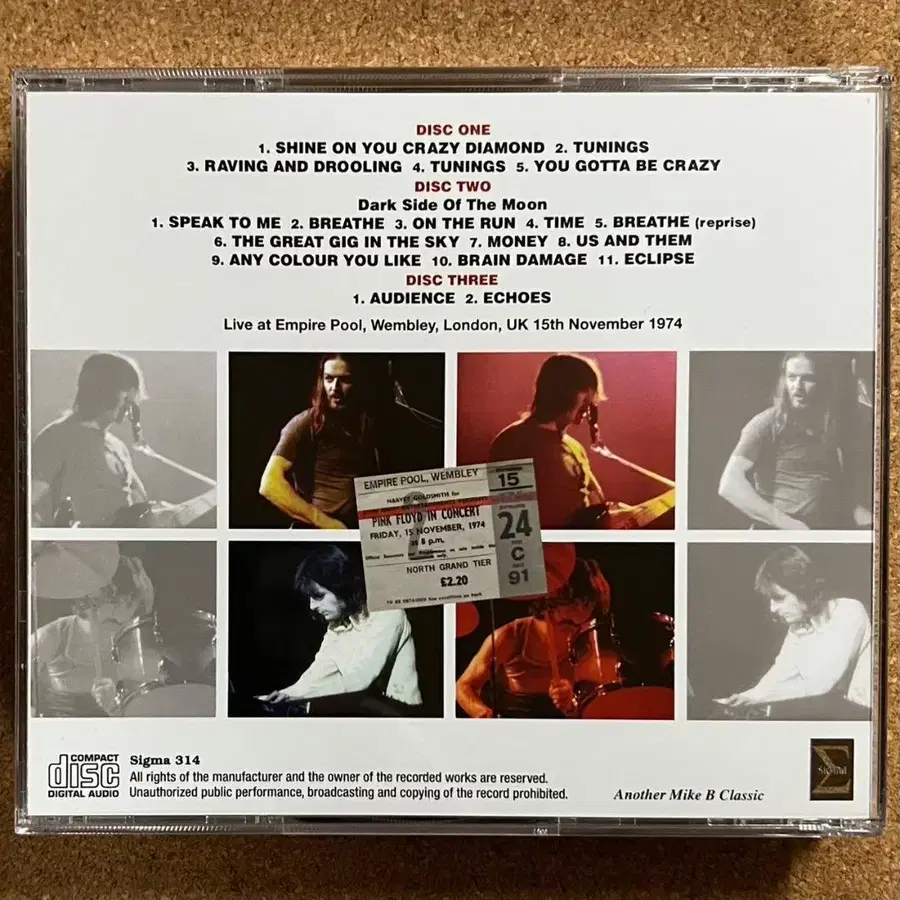 DISC ONE
1. SHINE ON YOU CRAZY DIAMOND 2. TUNINGS
3. RAVING AND DROOLING 4. TUNINGS 5. YOU GOTTA BE CRAZY
DISC TWO
Dark Side Of The Moon
1. SPEAK TO ME 2. BREATHE 3. ON THE RUN 4. TIME 5. BREATHE (reprise)
6. THE GREAT GIG IN THE SKY 7. MONEY 8. US AND THEM
9. ANY COLOUR YOU LIKE 10. BRAIN DAMAGE 11. ECLIPSE
DISC THREE
1. AUDIENCE 2. ECHOES
Live at Empire Pool, Wembley, London, UK 15th November 1974
EMPIRE POOL, WEMBLEY
HARVEY GOLDSMITH for
PINK FLOYD IN CONCERT
FRIDAY, 15 NOVEMBER, 1974
8 p.m.
NORTH GRAND TIER
£2.20
TO BE RETAINED
15
24
C
91
COMPACT
disc
DIGITAL AUDIO
Sigma 314
All rights of the manufacturer and the owner of the recorded works are reserved.
Unauthorized public performance, broadcasting and copying of the record prohibited.
Another Mike B Classic
Σ
Sigma